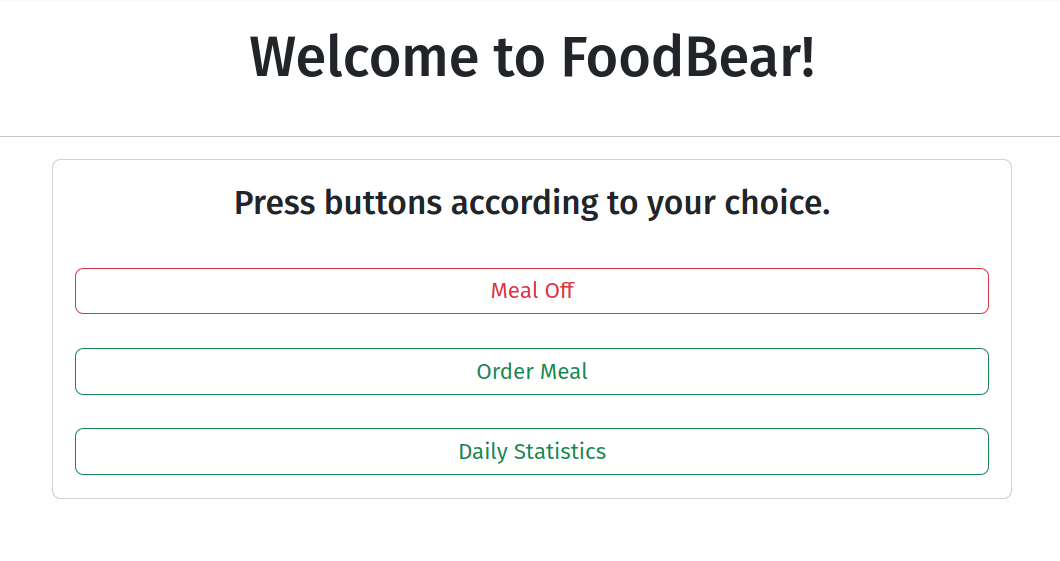 Welcome to FoodBear!
Press buttons according to your choice.
Meal Off
Order Meal
Daily Statistics